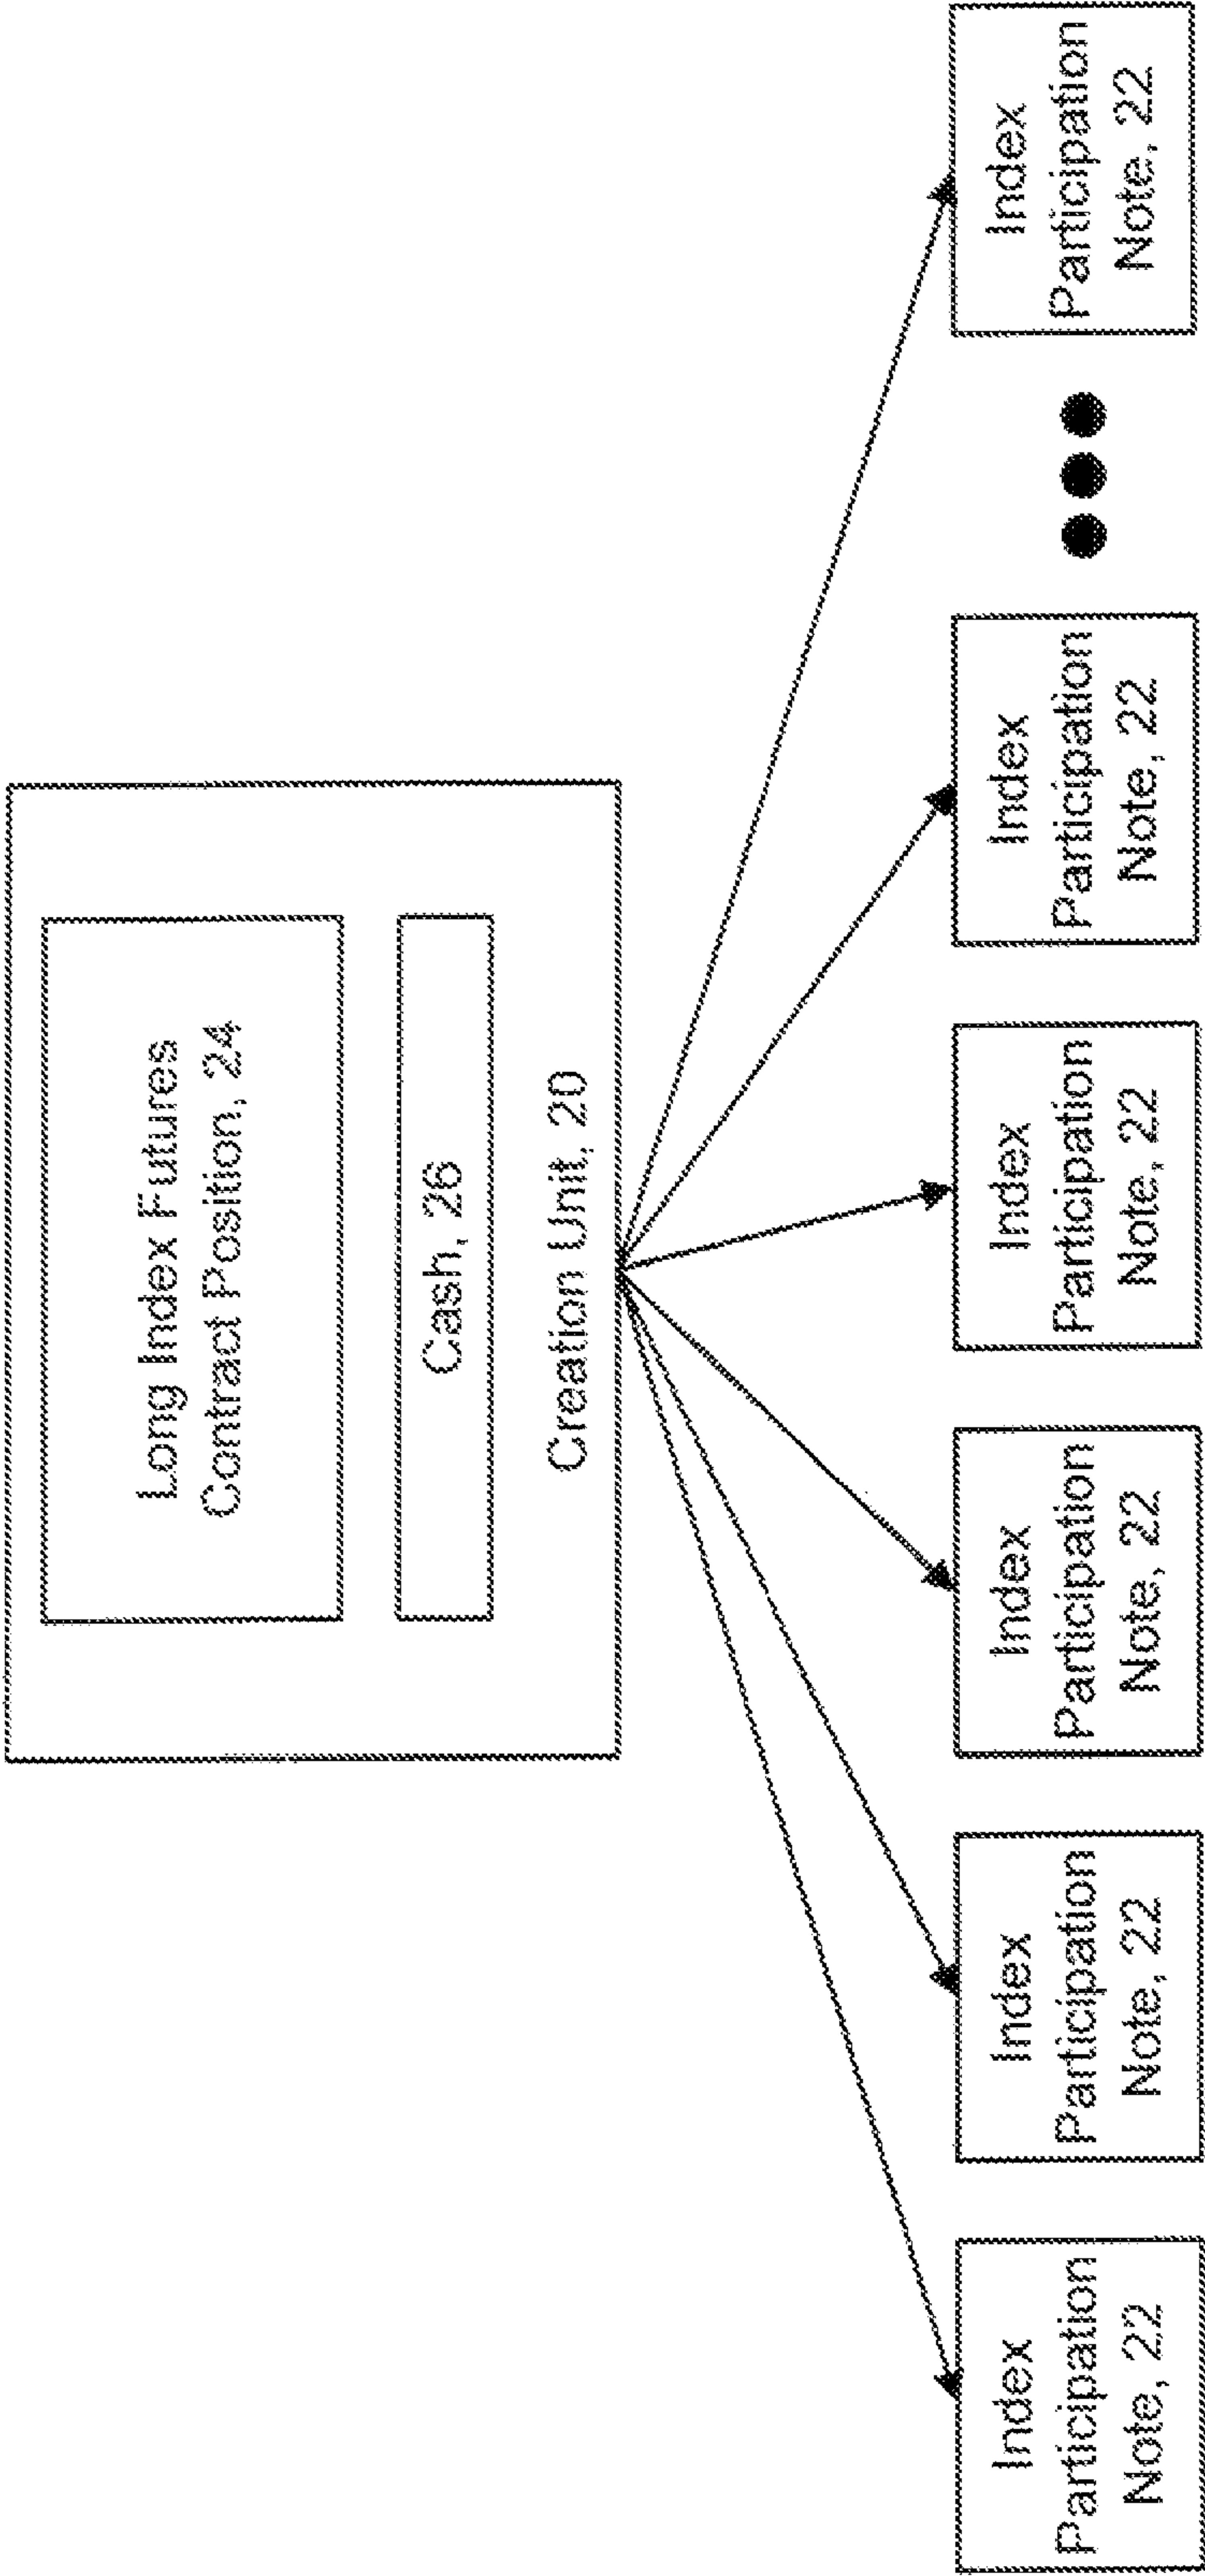 Long Index Futures
Contract Position, 24
Cash, 26
Creation Unit, 20
Index
Participation
Note, 22
Index
Participation
Note, 22
Index
Participation
Note, 22
Index
Participation
Note, 22
Index
Participation
Note, 22
Index
Participation
Note, 22